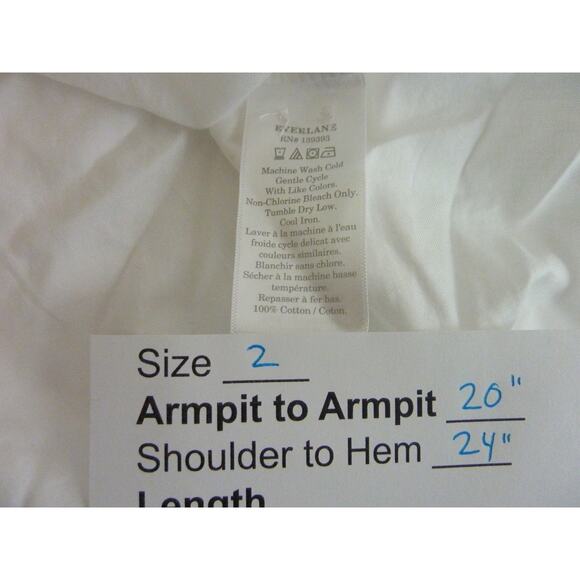 EVERLANE
RN# 139395
Machine Wash Cold
Gentle Cycle
With Like Colors.
Non-Chlorine Bleach Only.
Tumble Dry Low.
Cool Iron.
Laver à la machine à l'eau
froide cycle delicat avec
couleurs similaires.
Blanchir sans chlore.
Sécher à la machine basse
température.
Repasser à fer bas.
100% Cotton / Coton.
Size 2
Armpit to Armpit 20"
Shoulder to Hem 24"
Length